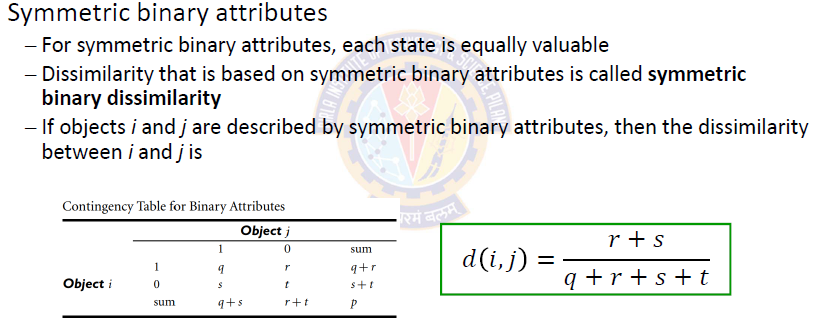 Symmetric binary attributes
– For symmetric binary attributes, each state is equally valuable
– Dissimilarity that is based on symmetric binary attributes is called symmetric
binary dissimilarity
– If objects i and j are described by symmetric binary attributes, then the dissimilarity
between i and j is
Contingency Table for Binary Attributes
Object j
1 0 sum
1 q r q+r
Object i 0 s t s+t
sum q+s r+t p
d(i,j) = (r + s) / (q + r + s + t)